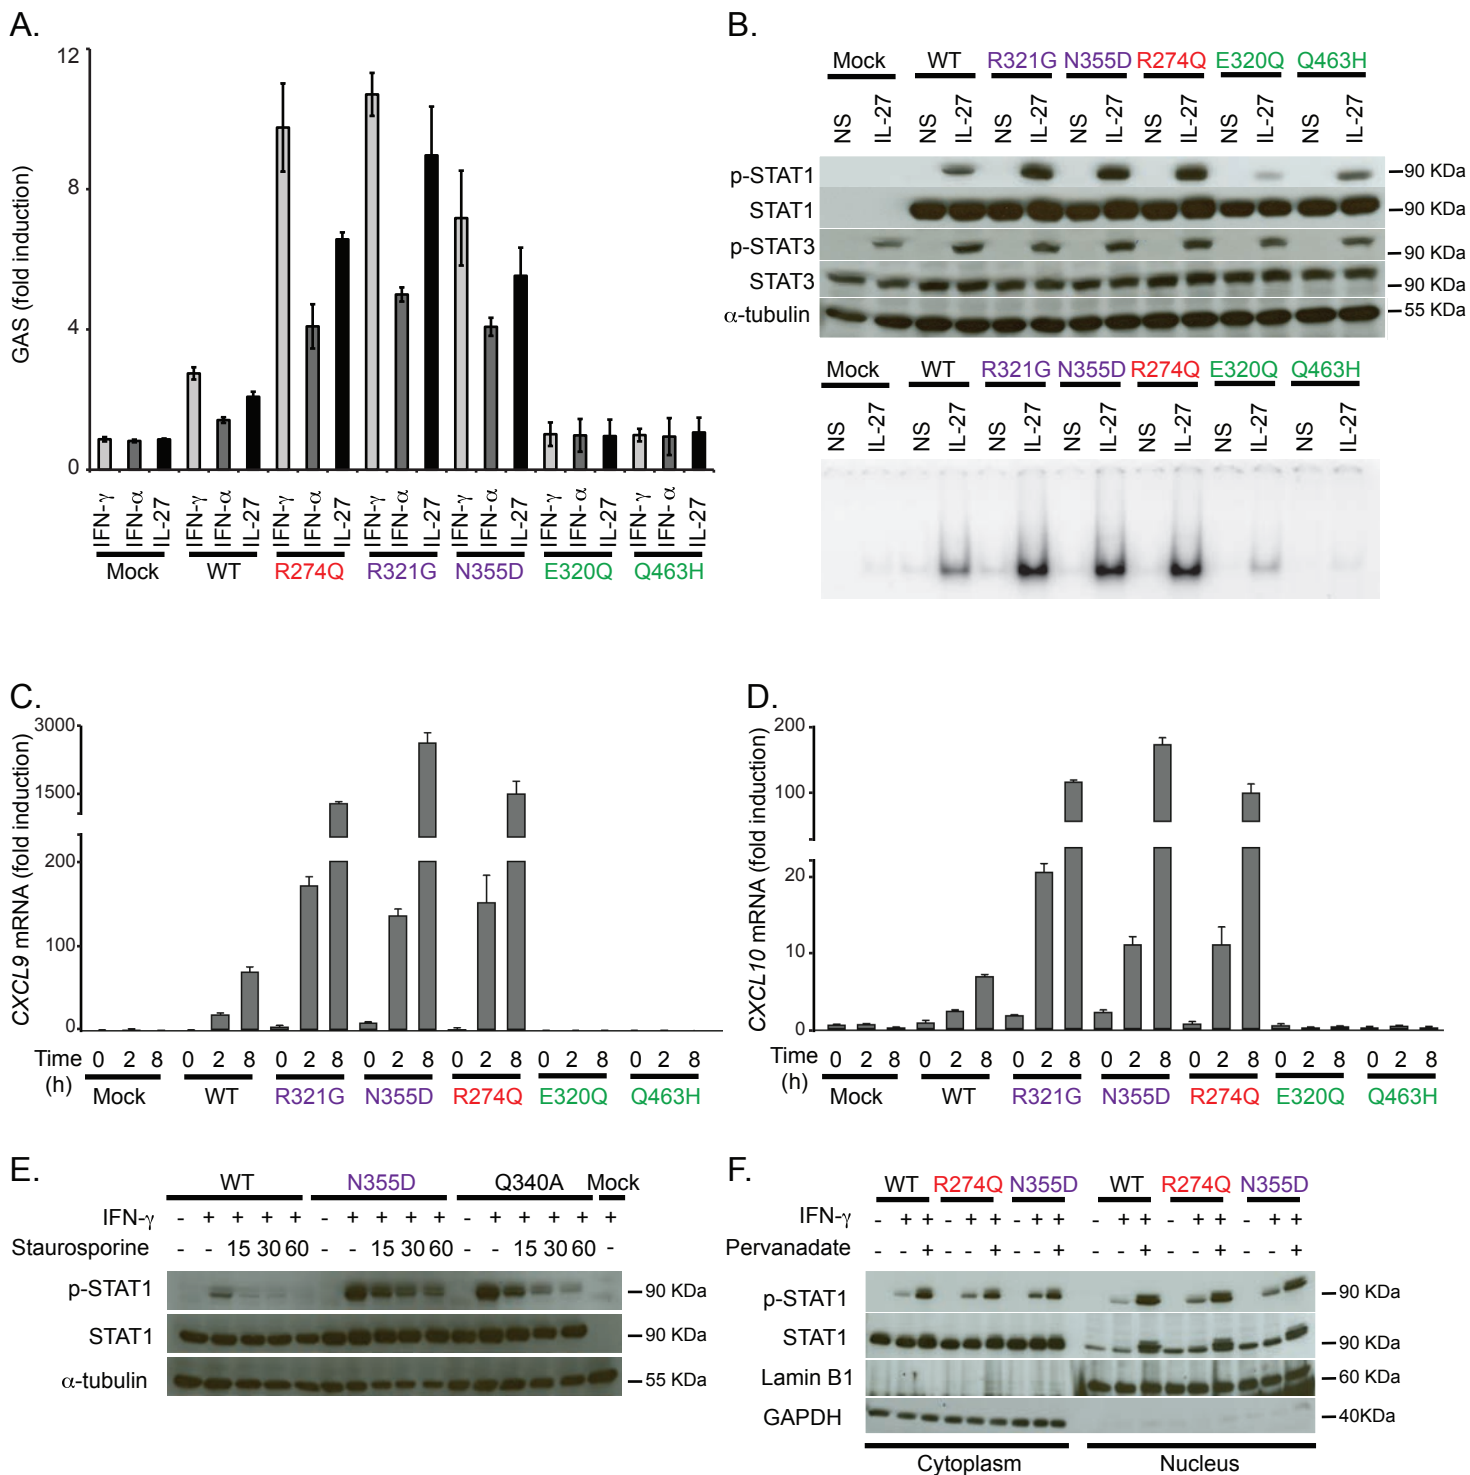 A.
12
8
4
0
GAS (fold induction)
IFN-γ IFN-α IL-27 IFN-γ IFN-α IL-27 IFN-γ IFN-α IL-27 IFN-γ IFN-α IL-27 IFN-γ IFN-α IL-27 IFN-γ IFN-α IL-27 IFN-γ IFN-α IL-27
Mock WT R274Q R321G N355D E320Q Q463H
B.
Mock WT R321G N355D R274Q E320Q Q463H
NS IL-27 NS IL-27 NS IL-27 NS IL-27 NS IL-27 NS IL-27 NS IL-27
p-STAT1 90 KDa
STAT1 90 KDa
p-STAT3 90 KDa
STAT3 90 KDa
α-tubulin 55 KDa
Mock WT R321G N355D R274Q E320Q Q463H
NS IL-27 NS IL-27 NS IL-27 NS IL-27 NS IL-27 NS IL-27 NS IL-27
C.
3000
1500
200
100
0
CXCL9 mRNA (fold induction)
Time (h) 0 2 8 0 2 8 0 2 8 0 2 8 0 2 8 0 2 8 0 2 8
Mock WT R321G N355D R274Q E320Q Q463H
D.
200
100
20
10
0
CXCL10 mRNA (fold induction)
Time (h) 0 2 8 0 2 8 0 2 8 0 2 8 0 2 8 0 2 8 0 2 8
Mock WT R321G N355D R274Q E320Q Q463H
E.
WT N355D Q340A Mock
IFN-γ - + + + + - + + + + - + + + + +
Staurosporine - - 15 30 60 - - 15 30 60 - - 15 30 60 -
p-STAT1 90 KDa
STAT1 90 KDa
α-tubulin 55 KDa
F.
WT R274Q N355D WT R274Q N355D
IFN-γ - + + - + + - + + - + + - + + - + +
Pervanadate - - + - - + - - + - - + - - + - - +
p-STAT1 90 KDa
STAT1 90 KDa
Lamin B1 60 KDa
GAPDH 40KDa
Cytoplasm Nucleus